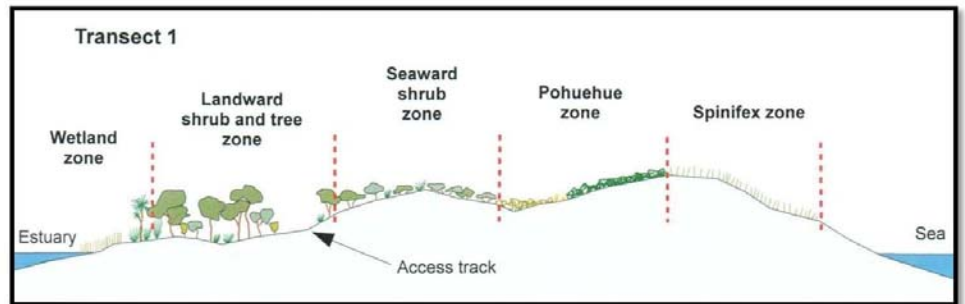 Transect 1
Wetland
zone
Landward
shrub and tree
zone
Seaward
shrub
zone
Pohuehue
zone
Spinifex zone
Estuary
Access track
Sea